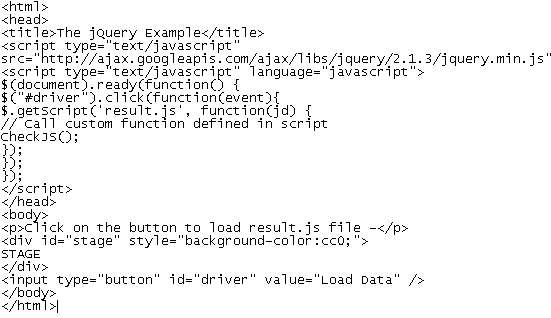 <html>
<head>
<title>The jQuery Example</title>
<script type="text/javascript"
src="http://ajax.googleapis.com/ajax/libs/jquery/2.1.3/jquery.min.js"
<script type="text/javascript" language="javascript">
$(document).ready(function() {
$("#driver").click(function(event){
$.getScript('result.js', function(jd) {
// Call custom function defined in script
CheckJS();
});
});
});
</script>
</head>
<body>
<p>Click on the button to load result.js file –</p>
<div id="stage" style="background-color:cc0;">
STAGE
</div>
<input type="button" id="driver" value="Load Data" />
</body>
</html>